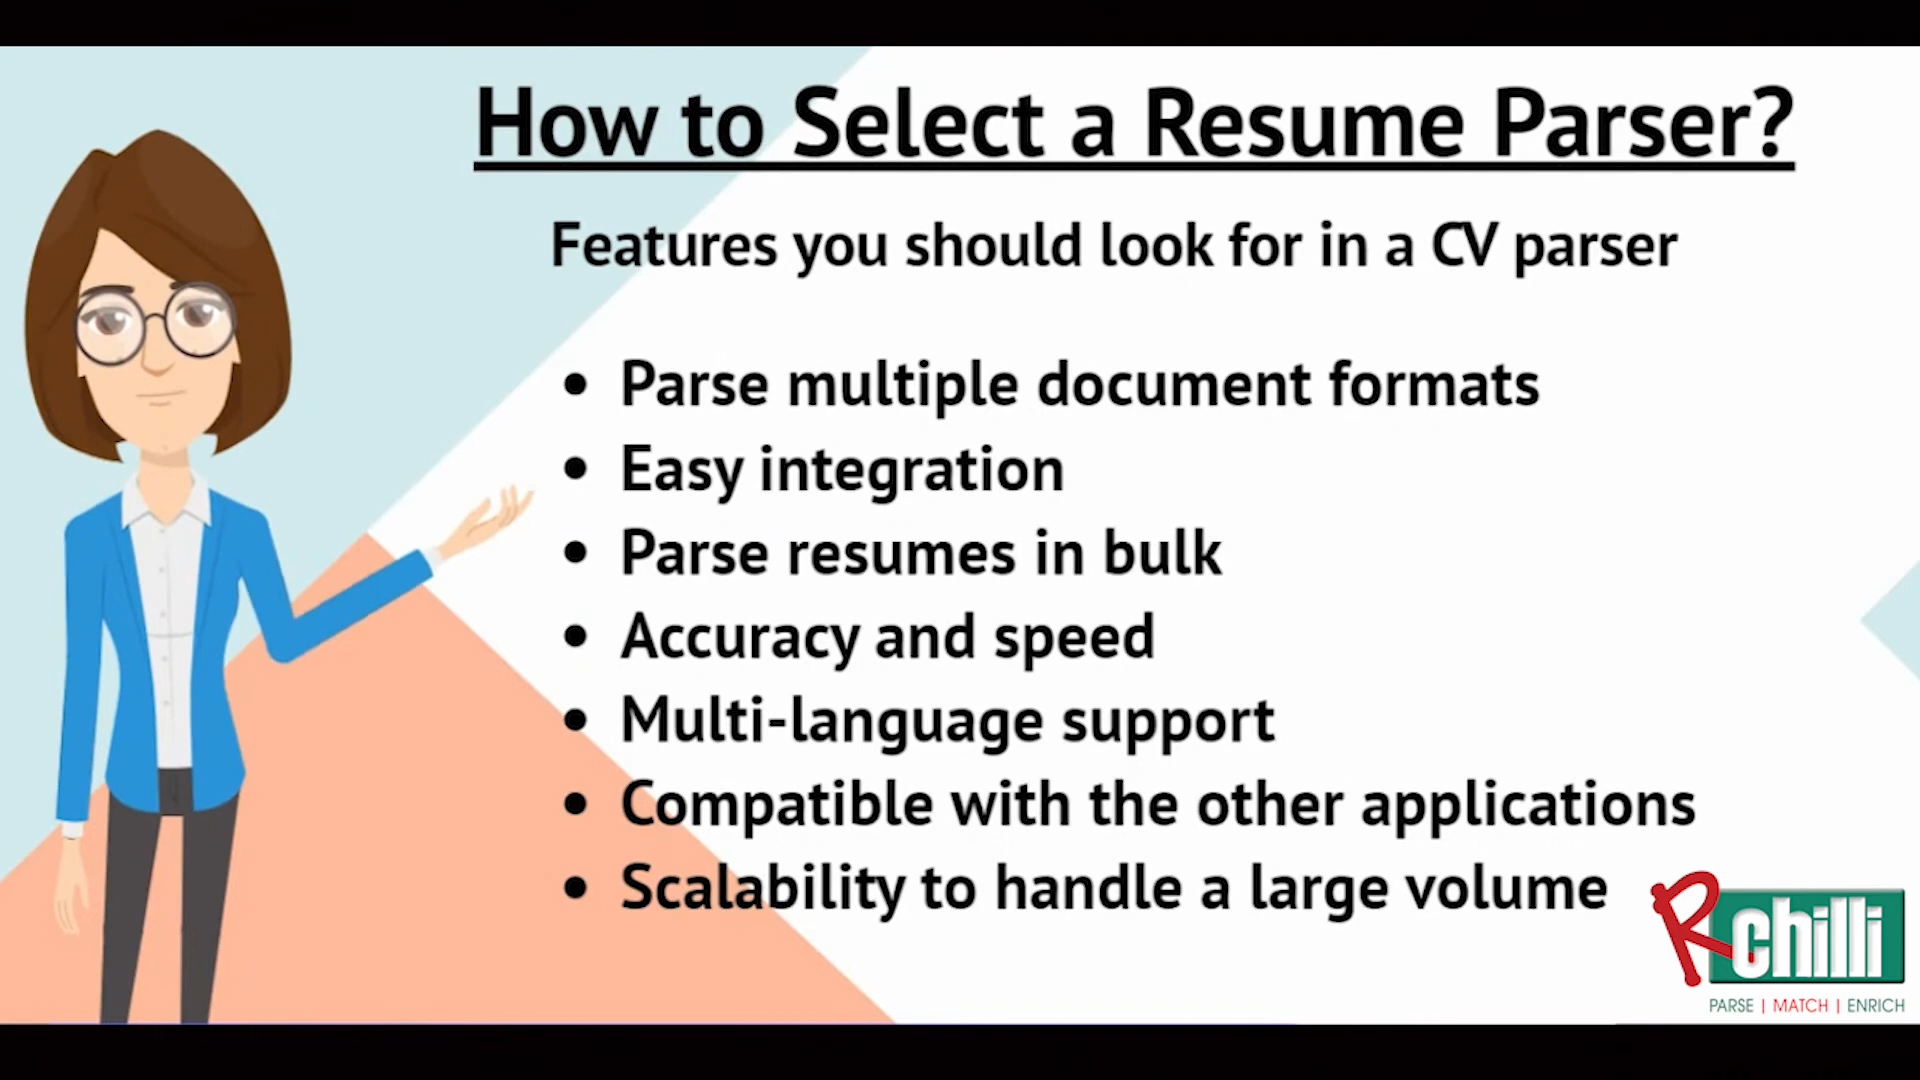 How to Select a Resume Parser?
Features you should look for in a CV parser
• Parse multiple document formats
• Easy integration
• Parse resumes in bulk
• Accuracy and speed
• Multi-language support
• Compatible with the other applications
• Scalability to handle a large volume
Rchilli
PARSE | MATCH | ENRICH